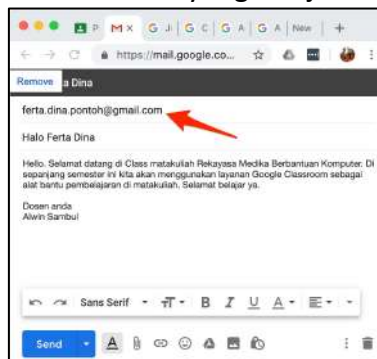 P M × G Ji G C G A G A New +
https://mail.google.co...
Remove a Dina
ferta.dina.pontoh@gmail.com
Halo Ferta Dina
Hello. Selamat datang di Class matakuliah Rekayasa Medika Berbantuan Komputer. Di
sepanjang semester ini kita akan menggunakan layanan Google Classroom sebagai
alat bantu pembelajaran di matakuliah. Selamat belajar ya.
Dosen anda
Alwin Sambul
Sans Serif B I U A
Send A